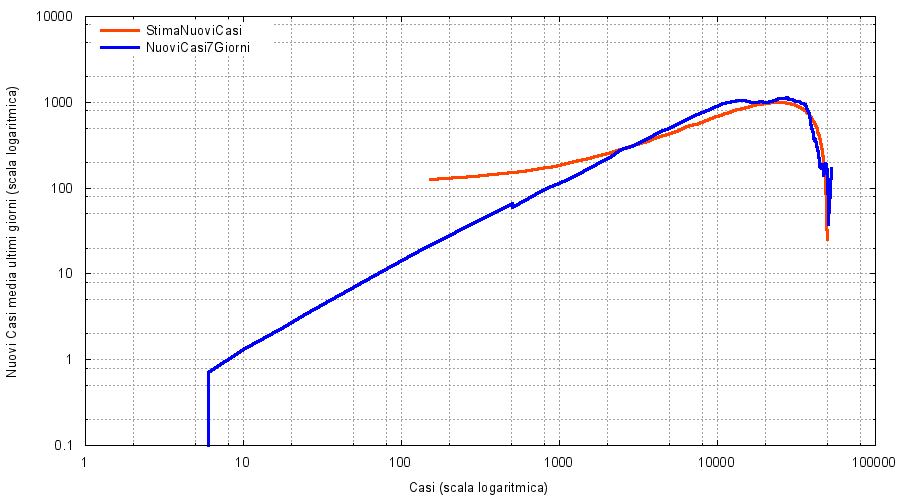 10000
1000
100
10
1
0.1
Nuovi Casi media ultimi giorni (scala logaritmica)
StimaNuoviCasi
NuoviCasi7Giorni
1 10 100 1000 10000 100000
Casi (scala logaritmica)